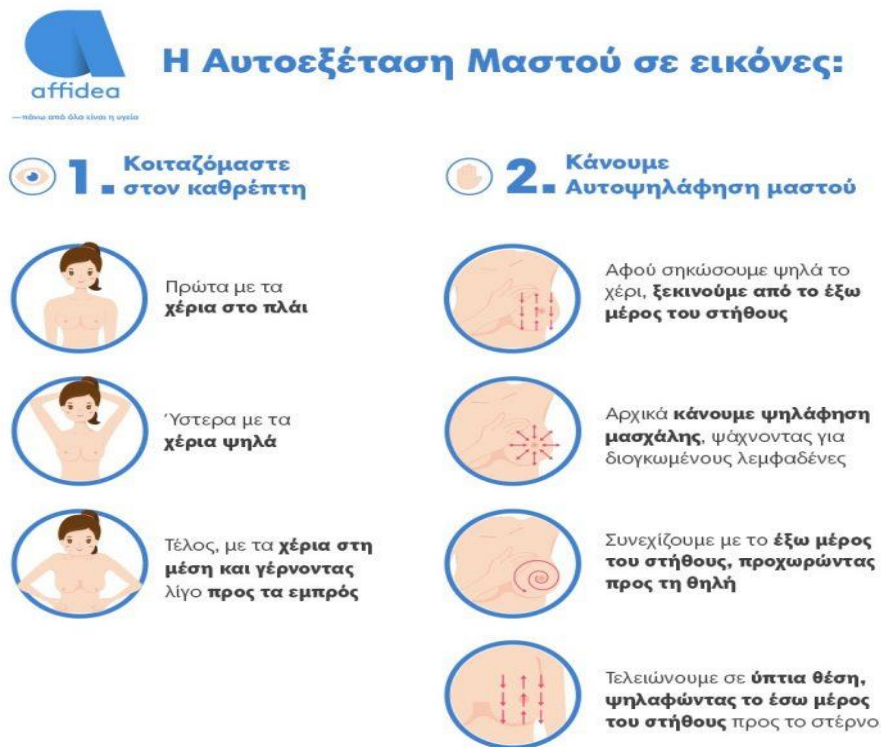 affidea
—πάνω από όλα είναι η υγεία
Η Αυτοεξέταση Μαστού σε εικόνες:
1. Κοιταζόμαστε
στον καθρέπτη
Πρώτα με τα
χέρια στο πλάι
Ύστερα με τα
χέρια ψηλά
Τέλος, με τα χέρια στη
μέση και γέρνοντας
λίγο προς τα εμπρός
2. Κάνουμε
Αυτοψηλάφηση μαστού
Αφού σηκώσουμε ψηλά το
χέρι, ξεκινούμε από το έξω
μέρος του στήθους
Αρχικά κάνουμε ψηλάφηση
μασχάλης, ψάχνοντας για
διογκωμένους λεμφαδένες
Συνεχίζουμε με το έξω μέρος
του στήθους, προχωρώντας
προς τη θηλή
Τελειώνουμε σε ύπτια θέση,
ψηλαφώντας το έσω μέρος
του στήθους προς το στέρνο